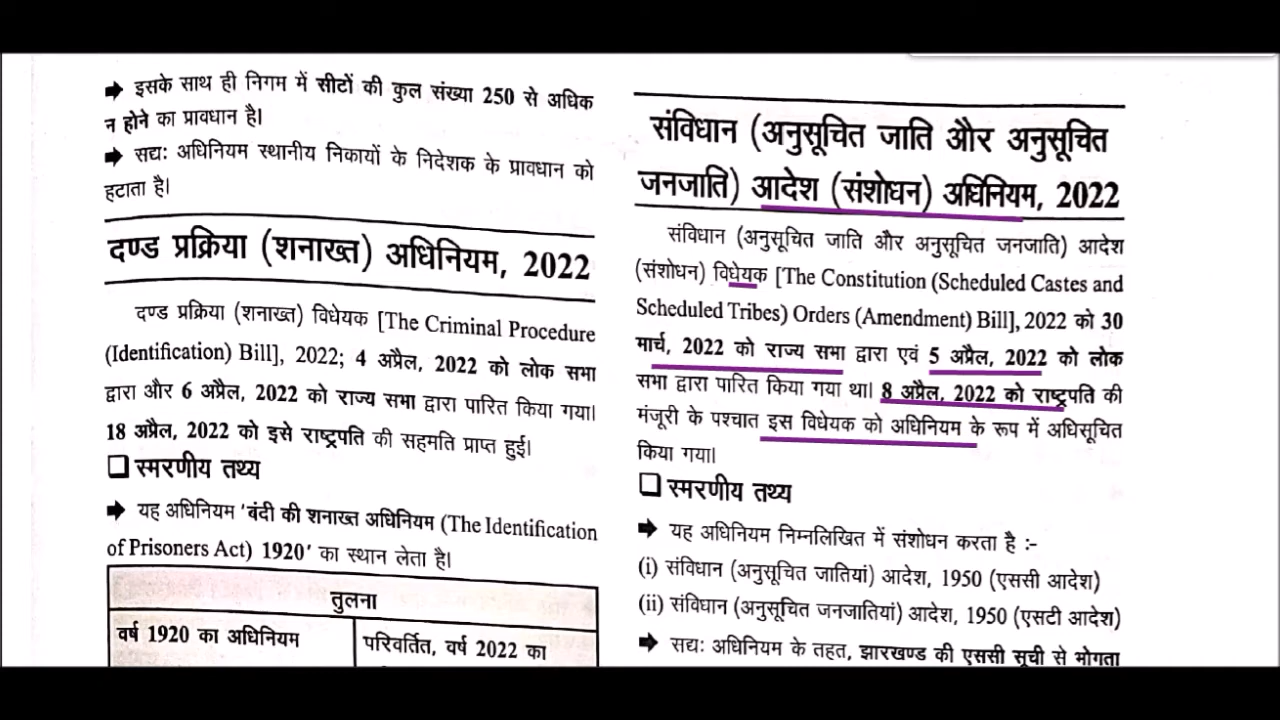 ➡ इसके साथ ही निगम में सीटों की कुल संख्या 250 से अधिक
न होने का प्रावधान है।
➡ सद्यः अधिनियम स्थानीय निकायों के निदेशक के प्रावधान को
हटाता है।
दण्ड प्रक्रिया (शनाख्त) अधिनियम, 2022
दण्ड प्रक्रिया (शनाख्त) विधेयक [The Criminal Procedure
(Identification) Bill], 2022; 4 अप्रैल, 2022 को लोक सभा
द्वारा और 6 अप्रैल, 2022 को राज्य सभा द्वारा पारित किया गया।
18 अप्रैल, 2022 को इसे राष्ट्रपति की सहमति प्राप्त हुई।
❑ स्मरणीय तथ्य
➡ यह अधिनियम 'बंदी की शनाख्त अधिनियम (The Identification
of Prisoners Act) 1920' का स्थान लेता है।
तुलना
वर्ष 1920 का अधिनियम
परिवर्तित, वर्ष 2022 का
संविधान (अनुसूचित जाति और अनुसूचित
जनजाति) आदेश (संशोधन) अधिनियम, 2022
संविधान (अनुसूचित जाति और अनुसूचित जनजाति) आदेश
(संशोधन) विधेयक [The Constitution (Scheduled Castes and
Scheduled Tribes) Orders (Amendment) Bill], 2022 को 30
मार्च, 2022 को राज्य सभा द्वारा एवं 5 अप्रैल, 2022 को लोक
सभा द्वारा पारित किया गया था। 8 अप्रैल, 2022 को राष्ट्रपति की
मंजूरी के पश्चात इस विधेयक को अधिनियम के रूप में अधिसूचित
किया गया।
❑ स्मरणीय तथ्य
➡ यह अधिनियम निम्नलिखित में संशोधन करता है :-
(i) संविधान (अनुसूचित जातियां) आदेश, 1950 (एससी आदेश)
(ii) संविधान (अनुसूचित जनजातियां) आदेश, 1950 (एसटी आदेश)
➡ सद्यः अधिनियम के तहत, झारखण्ड की एससी सूची से भोगता